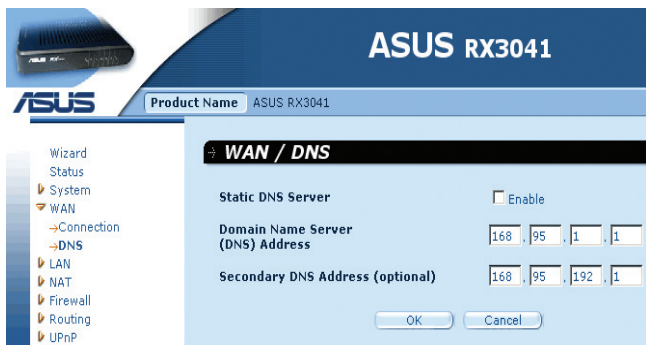 ASUS RX3041
ASUS
Product Name ASUS RX3041
Wizard
Status
System
WAN
→Connection
→DNS
LAN
NAT
Firewall
Routing
UPnP
WAN / DNS
Static DNS Server Enable
Domain Name Server
(DNS) Address 168 . 95 . 1 . 1
Secondary DNS Address (optional) 168 . 95 . 192 . 1
OK Cancel